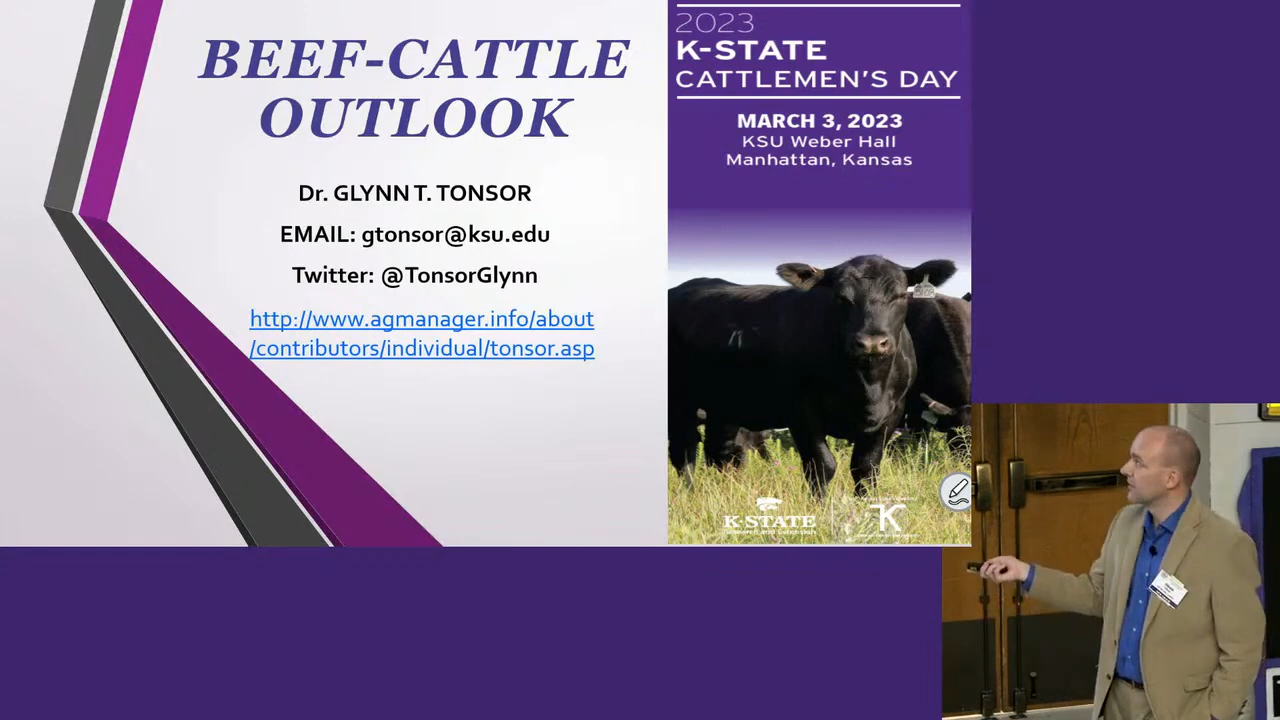 BEEF-CATTLE
OUTLOOK
Dr. GLYNN T. TONSOR
EMAIL: gtonsor@ksu.edu
Twitter: @TonsorGlynn
http://www.agmanager.info/about
/contributors/individual/tonsor.asp
2023
K-STATE
CATTLEMEN'S DAY
MARCH 3, 2023
KSU Weber Hall
Manhattan, Kansas
K-STATE